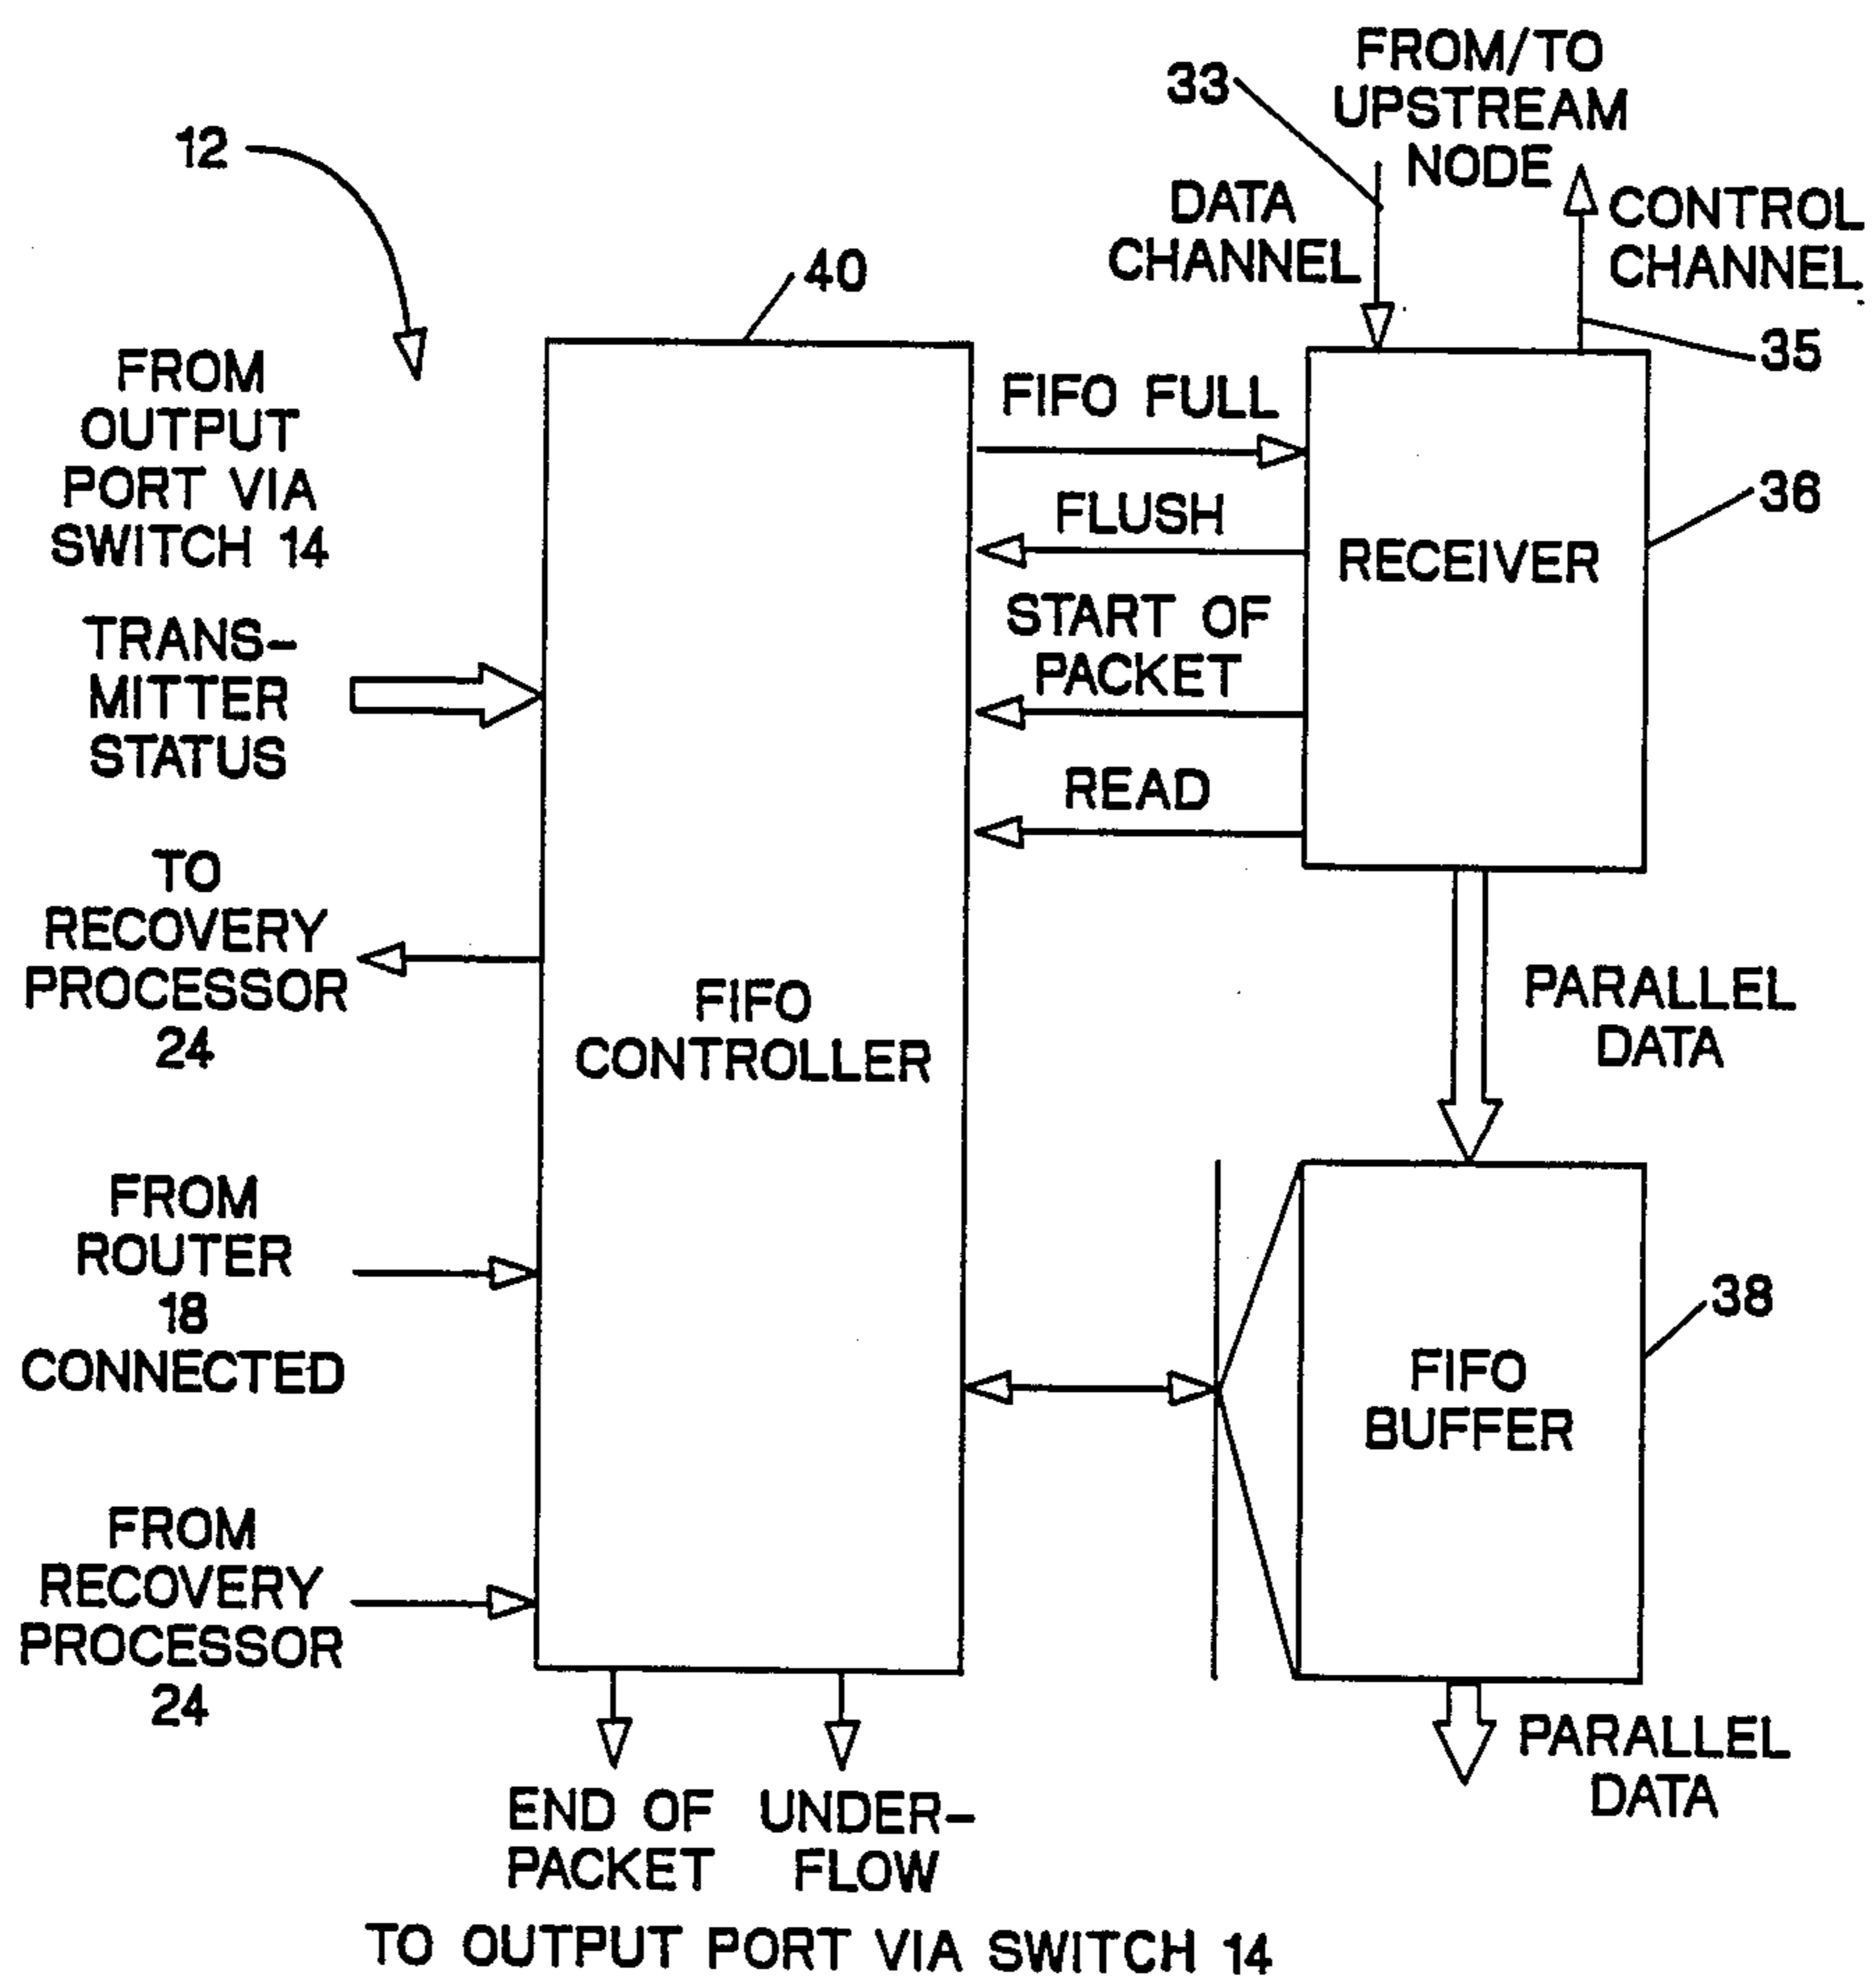 33
FROM/TO
UPSTREAM
NODE
12
DATA
CHANNEL
CONTROL
CHANNEL
40
35
FROM
OUTPUT
PORT VIA
SWITCH 14
FIFO FULL
36
FLUSH
RECEIVER
START OF
PACKET
TRANS-
MITTER
STATUS
READ
TO
RECOVERY
PROCESSOR
24
FIFO
CONTROLLER
PARALLEL
DATA
FROM
ROUTER
18
CONNECTED
38
FIFO
BUFFER
FROM
RECOVERY
PROCESSOR
24
PARALLEL
DATA
END OF
PACKET
UNDER-
FLOW
TO OUTPUT PORT VIA SWITCH 14